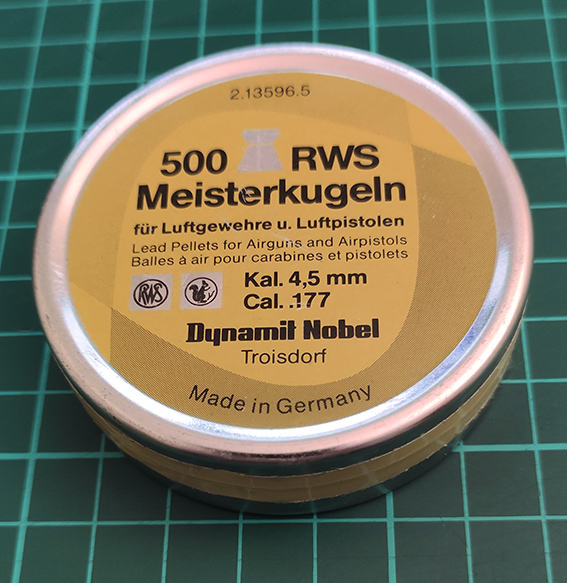 2.13596.5
500 RWS
Meisterkugeln
für Luftgewehre u. Luftpistolen
Lead Pellets for Airguns and Airpistols
Balles à air pour carabines et pistolets
RWS
Kal. 4,5 mm
Cal. .177
Dynamit Nobel
Troisdorf
Made in Germany